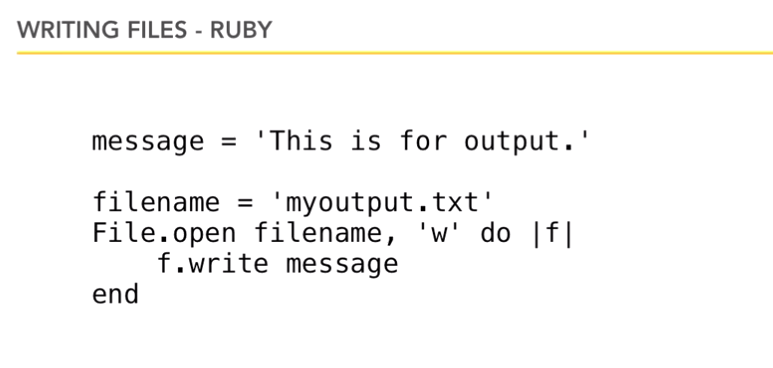 WRITING FILES - RUBY
message = 'This is for output.'
filename = 'myoutput.txt'
File.open filename, 'w' do |f|
    f.write message
end